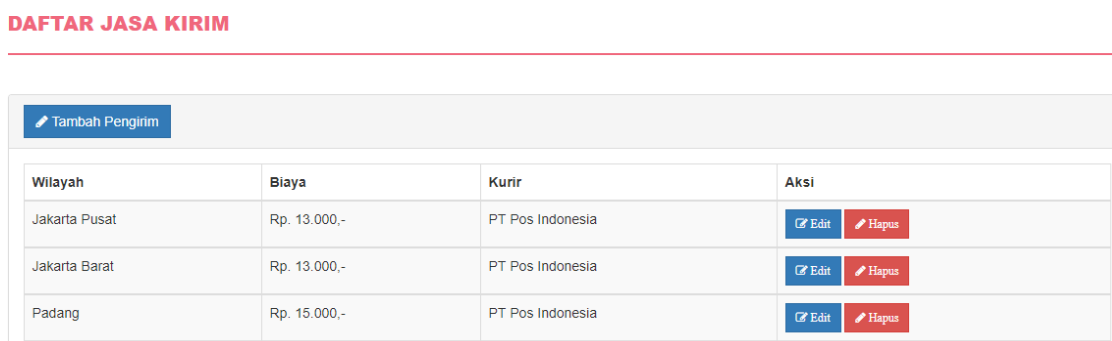 DAFTAR JASA KIRIM
Tambah Pengirim
Wilayah Biaya Kurir Aksi
Jakarta Pusat Rp. 13.000,- PT Pos Indonesia Edit Hapus
Jakarta Barat Rp. 13.000,- PT Pos Indonesia Edit Hapus
Padang Rp. 15.000,- PT Pos Indonesia Edit Hapus